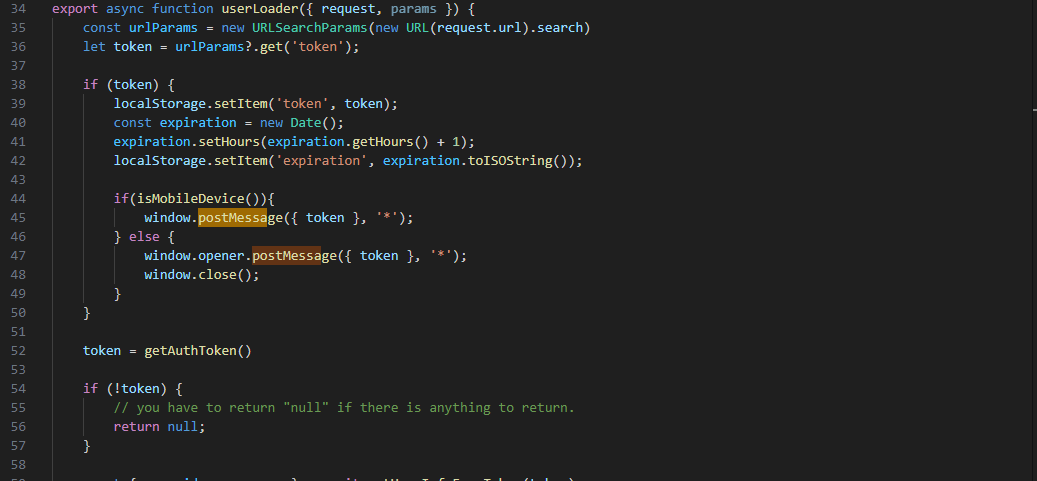 34 export async function userLoader({ request, params }) {
35 const urlParams = new URLSearchParams(new URL(request.url).search)
36 let token = urlParams?.get('token');
37
38 if (token) {
39 localStorage.setItem('token', token);
40 const expiration = new Date();
41 expiration.setHours(expiration.getHours() + 1);
42 localStorage.setItem('expiration', expiration.toISOString());
43
44 if(isMobileDevice()){
45 window.postMessage({ token }, '*');
46 } else {
47 window.opener.postMessage({ token }, '*');
48 window.close();
49 }
50 }
51
52 token = getAuthToken()
53
54 if (!token) {
55 // you have to return "null" if there is anything to return.
56 return null;
57 }
58